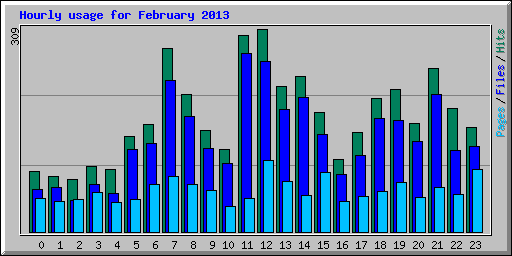 Hourly usage for February 2013
309
Pages / Files / Hits
0 1 2 3 4 5 6 7 8 9 10 11 12 13 14 15 16 17 18 19 20 21 22 23